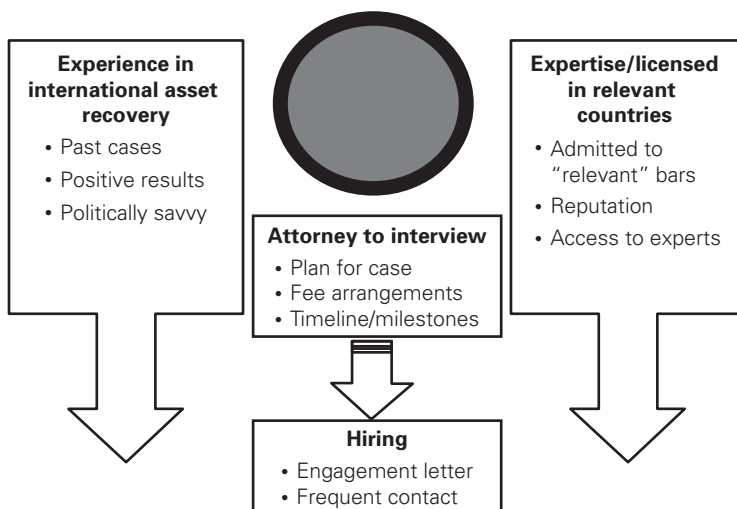 Experience in
international asset
recovery
• Past cases
• Positive results
• Politically savvy
Attorney to interview
• Plan for case
• Fee arrangements
• Timeline/milestones
Hiring
• Engagement letter
• Frequent contact
Expertise/licensed
in relevant
countries
• Admitted to
“relevant” bars
• Reputation
• Access to experts